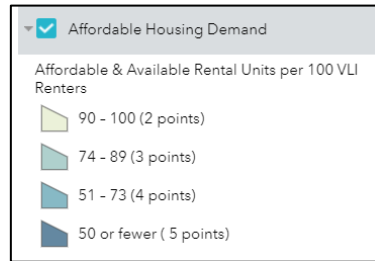 Affordable Housing Demand
Affordable & Available Rental Units per 100 VLI
Renters
90 - 100 (2 points)
74 - 89 (3 points)
51 - 73 (4 points)
50 or fewer ( 5 points)